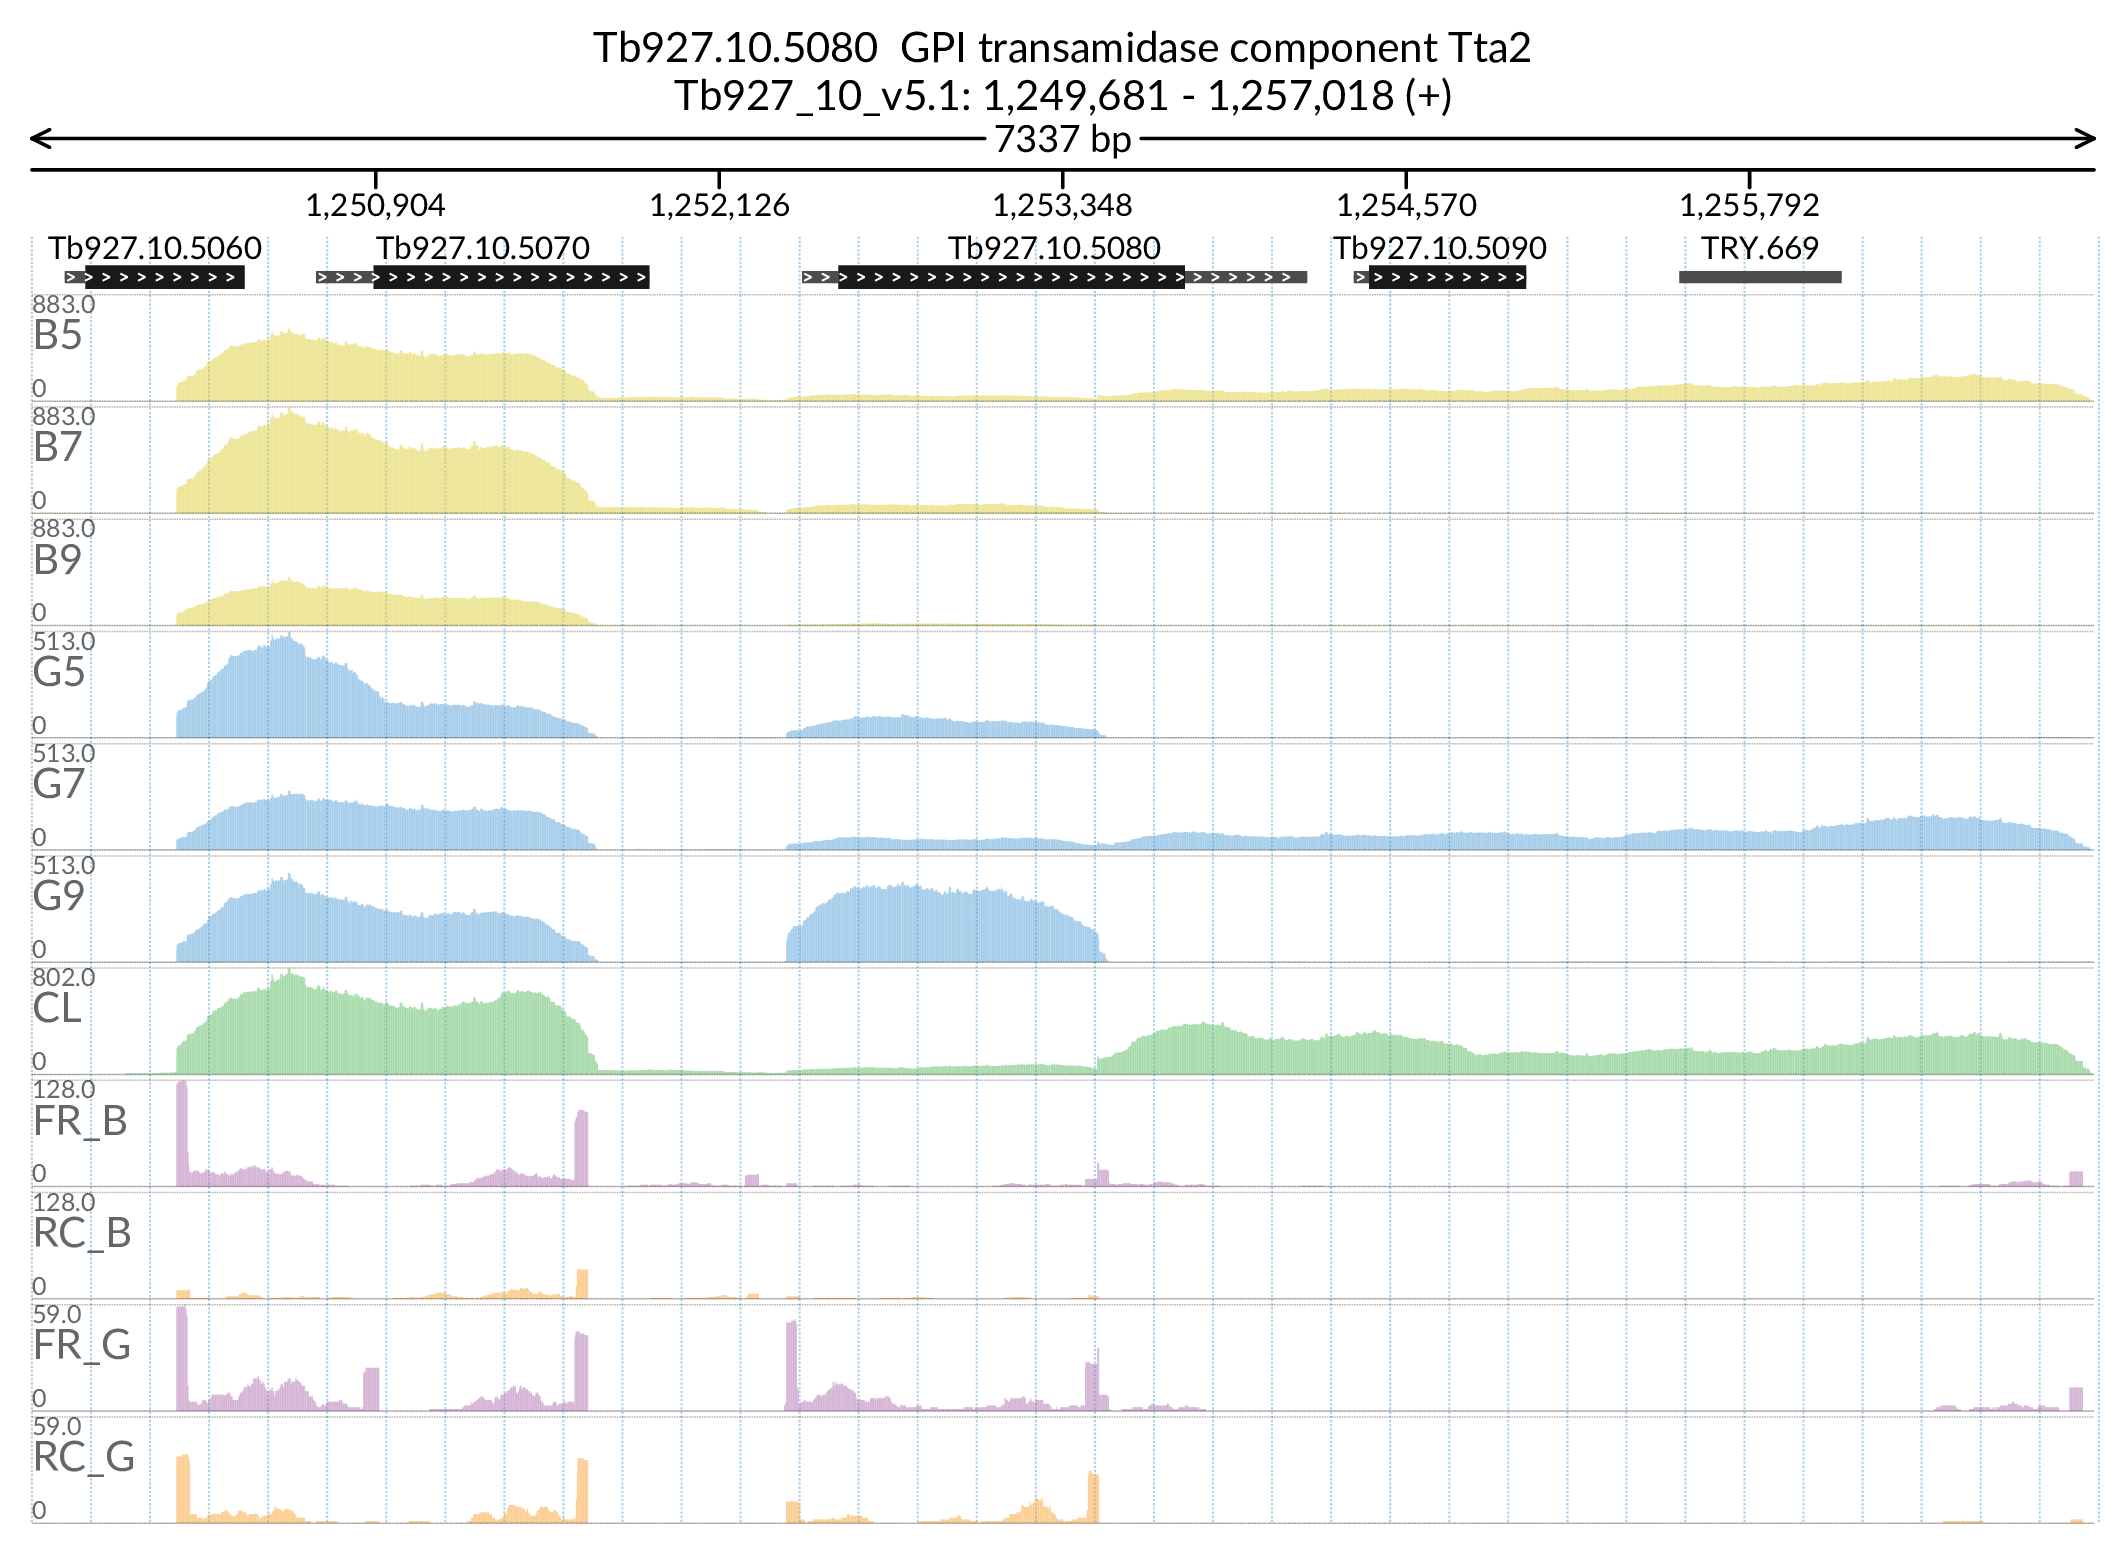 Tb927.10.5080  GPI transamidase component Tta2
Tb927_10_v5.1: 1,249,681 - 1,257,018 (+)
7337 bp
1,250,904 1,252,126 1,253,348 1,254,570 1,255,792
Tb927.10.5060 Tb927.10.5070 Tb927.10.5080 Tb927.10.5090 TRY.669
883.0
B5
0
883.0
B7
0
883.0
B9
0
513.0
G5
0
513.0
G7
0
513.0
G9
0
802.0
CL
0
128.0
FR_B
0
128.0
RC_B
0
59.0
FR_G
0
59.0
RC_G
0